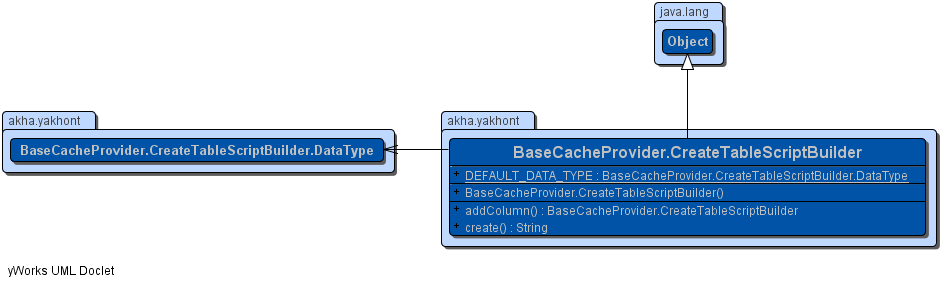 java.lang
Object
akha.yakhont
BaseCacheProvider.CreateTableScriptBuilder.DataType
akha.yakhont
BaseCacheProvider.CreateTableScriptBuilder
+ DEFAULT_DATA_TYPE : BaseCacheProvider.CreateTableScriptBuilder.DataType
+ BaseCacheProvider.CreateTableScriptBuilder()
+ addColumn() : BaseCacheProvider.CreateTableScriptBuilder
+ create() : String
yWorks UML Doclet